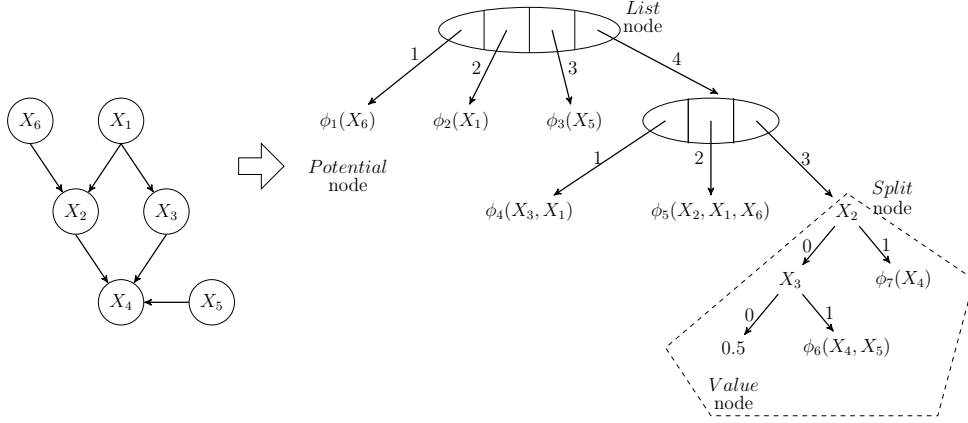 List
node
1
2
3
4
X₆
X₁
ϕ₁(X₆)
ϕ₂(X₁)
ϕ₃(X₅)
Potential
node
1
2
3
X₂
X₃
ϕ₄(X₃, X₁)
ϕ₅(X₂, X₁, X₆)
Split
node
X₂
0
1
X₃
ϕ₇(X₄)
X₄
X₅
0
1
0.5
ϕ₆(X₄, X₅)
Value
node